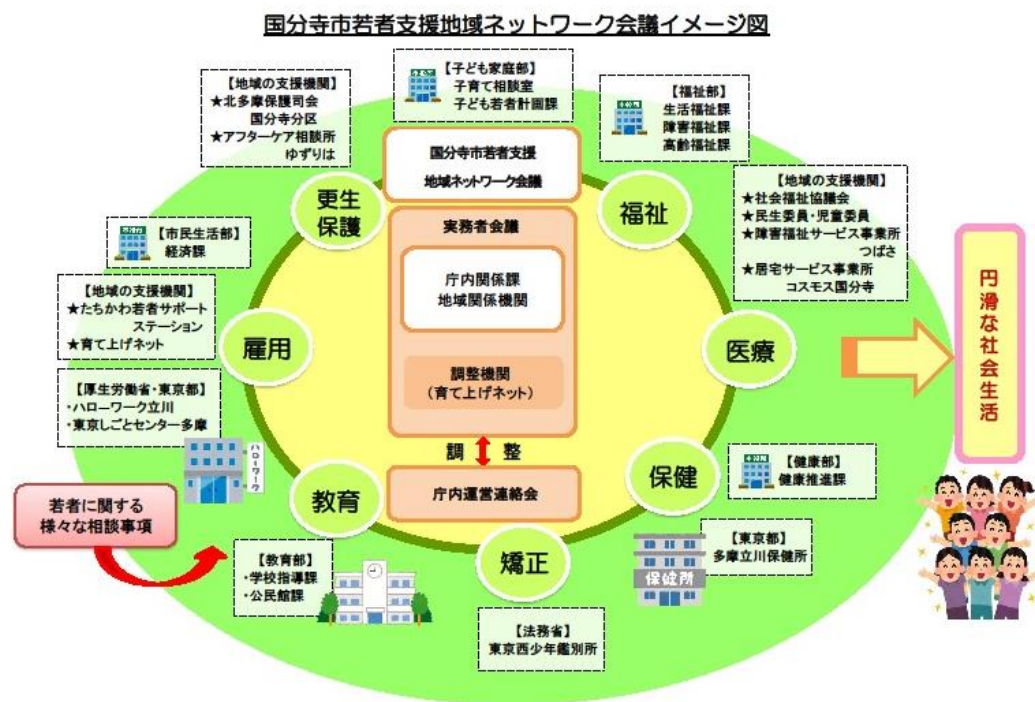 国分寺市若者支援地域ネットワーク会議イメージ図
【地域の支援機関】
★北多摩保護司会
国分寺分区
★アフターケア相談所
ゆずりは
【子ども家庭部】
子育て相談室
子ども若者計画課
【福祉部】
生活福祉課
障害福祉課
高齢福祉課
国分寺市若者支援
地域ネットワーク会議
更生
保護
福祉
【地域の支援機関】
★社会福祉協議会
★民生委員・児童委員
★障害福祉サービス事業所
つばさ
★居宅サービス事業所
コスモス国分寺
実務者会議
庁内関係課
地域関係機関
調整機関
(育て上げネット)
【市民生活部】
経済課
【地域の支援機関】
★たちかわ若者サポート
ステーション
★育て上げネット
雇用
医療
円滑な社会生活
【厚生労働省・東京都】
・ハローワーク立川
・東京しごとセンター多摩
ハローワーク
調 整
庁内運営連絡会
教育
保健
【健康部】
健康推進課
若者に関する
様々な相談事項
矯正
【東京都】
多摩立川保健所
保健所
【教育部】
・学校指導課
・公民館課
【法務省】
東京西少年鑑別所